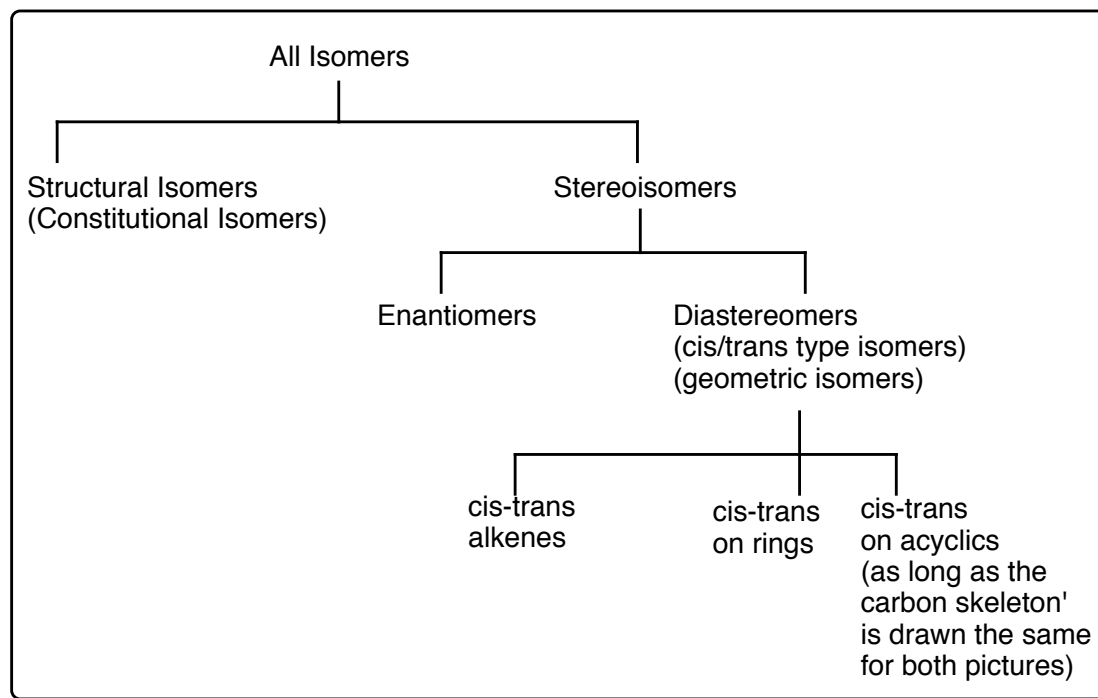 All Isomers
Structural Isomers
(Constitutional Isomers)
Stereoisomers
Enantiomers
Diastereomers
(cis/trans type isomers)
(geometric isomers)
cis-trans
alkenes
cis-trans
on rings
cis-trans
on acyclics
(as long as the
carbon skeleton'
is drawn the same
for both pictures)